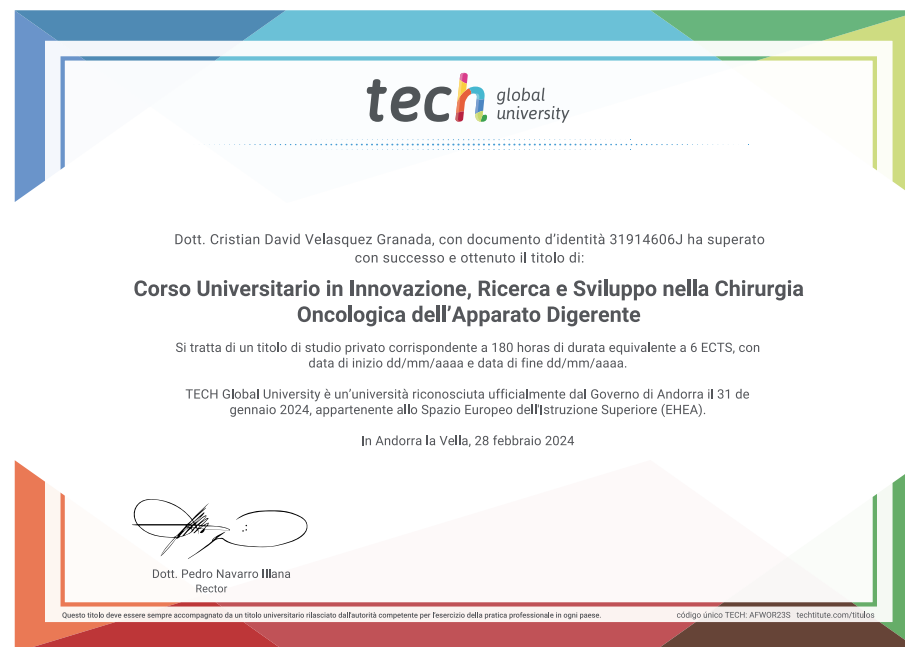 tech global university
Dott. Cristian David Velasquez Granada, con documento d'identità 31914606J ha superato
con successo e ottenuto il titolo di:
Corso Universitario in Innovazione, Ricerca e Sviluppo nella Chirurgia
Oncologica dell'Apparato Digerente
Si tratta di un titolo di studio privato corrispondente a 180 horas di durata equivalente a 6 ECTS, con
data di inizio dd/mm/aaaa e data di fine dd/mm/aaaa.
TECH Global University è un'università riconosciuta ufficialmente dal Governo di Andorra il 31 de
gennaio 2024, appartenente allo Spazio Europeo dell'Istruzione Superiore (EHEA).
In Andorra la Vella, 28 febbraio 2024
Dott. Pedro Navarro Illana
Rector
Questo titolo deve essere sempre accompagnato da un titolo universitario rilasciato dall'autorità competente per l'esercizio della pratica professionale in ogni paese.
código único TECH: AFWOR23S techtitute.com/titulos